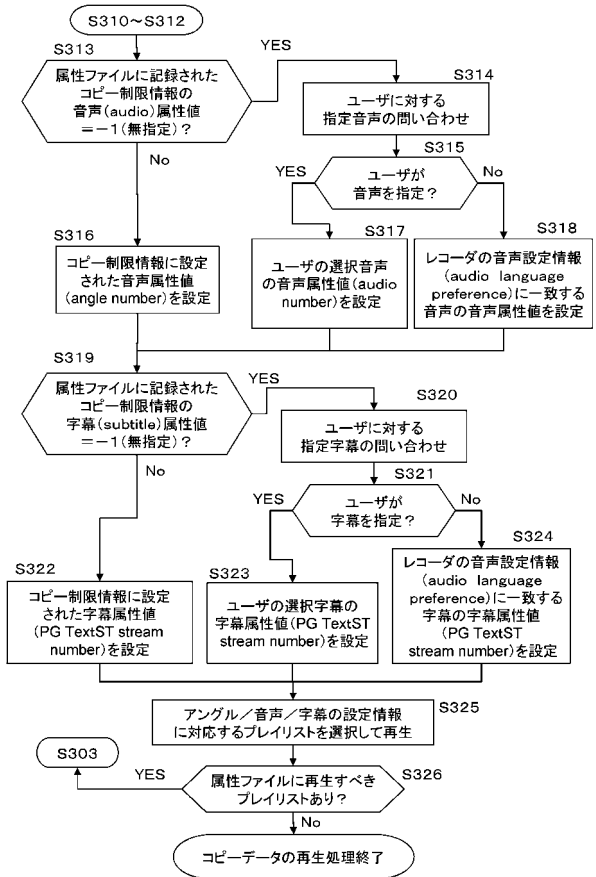 S310～S312
S313
属性ファイルに記録された
コピー制限情報の
音声(audio)属性値
＝－1(無指定)？
YES
No
S314
ユーザに対する
指定音声の問い合わせ
S315
ユーザが
音声を指定？
YES
No
S316
コピー制限情報に設定
された音声属性値
(angle number)を設定
S317
ユーザの選択音声
の音声属性値(audio
number)を設定
S318
レコーダの音声設定情報
(audio language
preference)に一致する
音声の音声属性値を設定
S319
属性ファイルに記録された
コピー制限情報の
字幕(subtitle)属性値
＝－1(無指定)？
YES
No
S320
ユーザに対する
指定字幕の問い合わせ
S321
ユーザが
字幕を指定？
YES
No
S322
コピー制限情報に設定
された字幕属性値
(PG TextST stream
number)を設定
S323
ユーザの選択字幕の
字幕属性値(PG TextST
stream number)を設定
S324
レコーダの音声設定情報
(audio language
preference)に一致する
字幕の字幕属性値
(PG TextST
stream number)を設定
S325
アングル／音声／字幕の設定情報
に対応するプレイリストを選択して再生
S303
YES
S326
属性ファイルに再生すべき
プレイリストあり？
No
コピーデータの再生処理終了